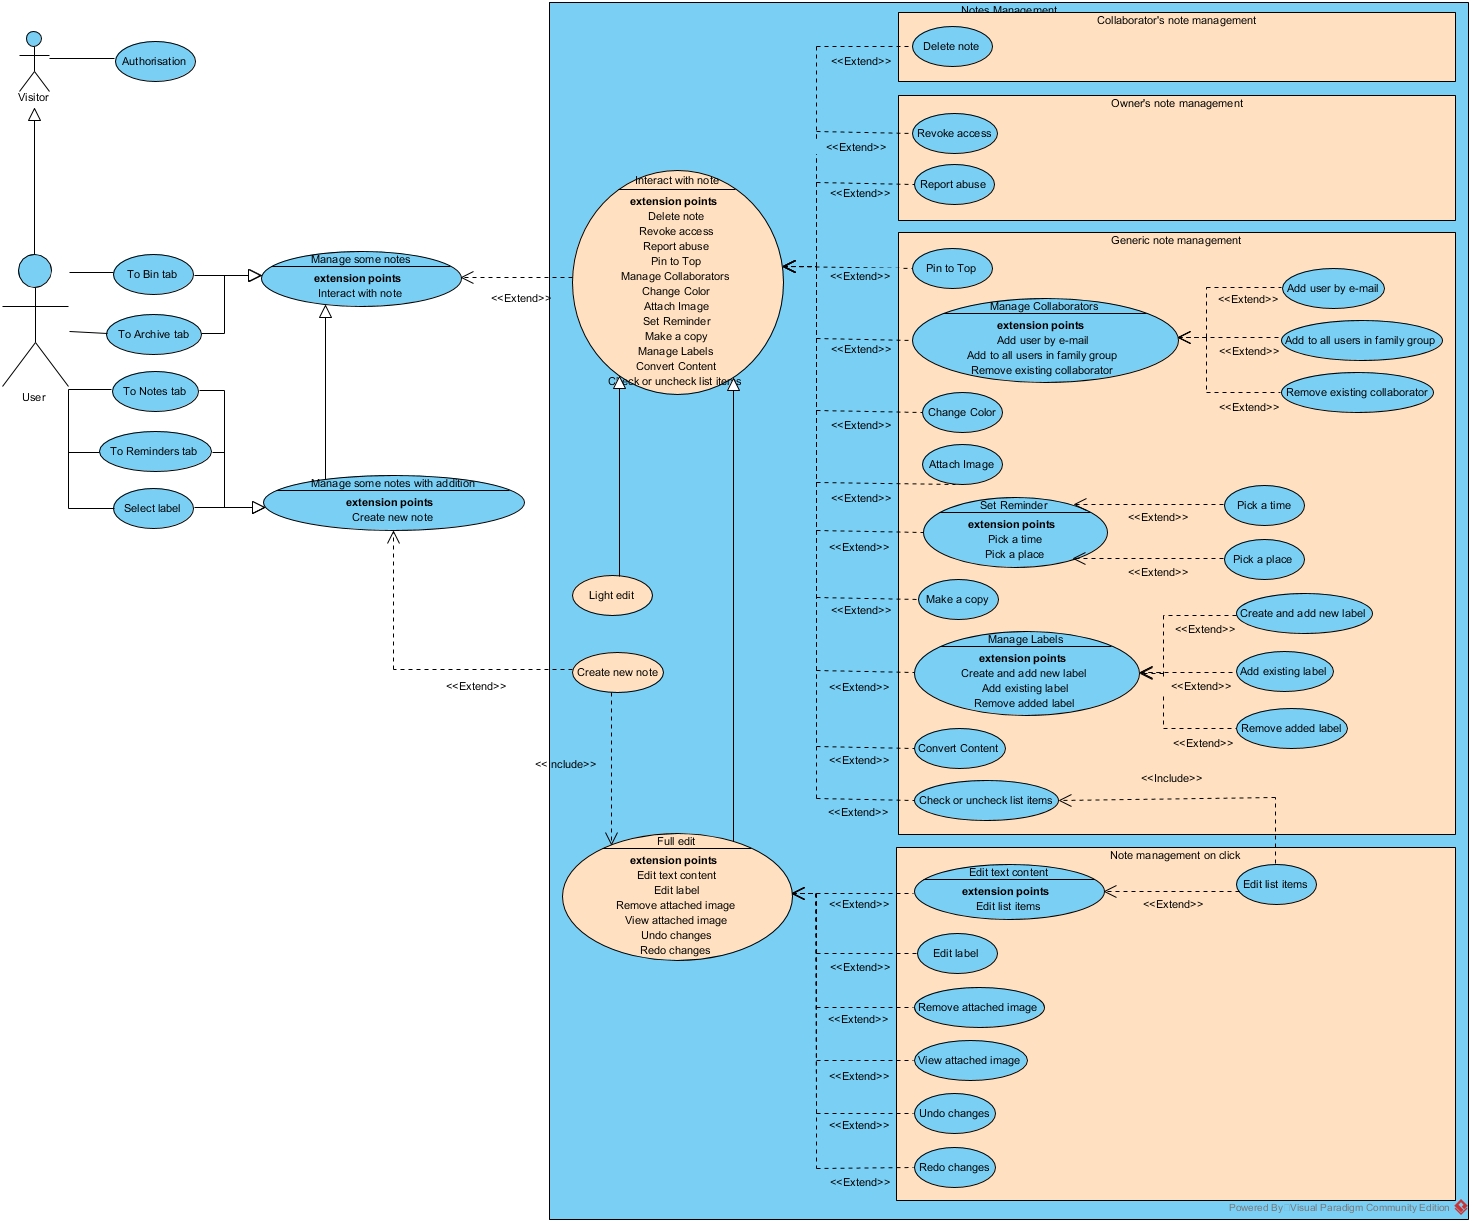 Notes Management
Collaborator's note management
Delete note
<<Extend>>
Visitor
Authorisation
Owner's note management
Revoke access
<<Extend>>
Report abuse
<<Extend>>
User
To Bin tab
To Archive tab
To Notes tab
To Reminders tab
Select label
Manage some notes
extension points
Interact with note
<<Extend>>
Manage some notes with addition
extension points
Create new note
<<Extend>>
Interact with note
extension points
Delete note
Revoke access
Report abuse
Pin to Top
Manage Collaborators
Change Color
Attach Image
Set Reminder
Make a copy
Manage Labels
Convert Content
Check or uncheck list items
Light edit
Create new note
<<Include>>
Full edit
extension points
Edit text content
Edit label
Remove attached image
View attached image
Undo changes
Redo changes
Generic note management
Pin to Top
<<Extend>>
Manage Collaborators
extension points
Add user by e-mail
Add to all users in family group
Remove existing collaborator
<<Extend>>
Add user by e-mail
<<Extend>>
Add to all users in family group
<<Extend>>
Remove existing collaborator
<<Extend>>
Change Color
<<Extend>>
Attach Image
<<Extend>>
Set Reminder
extension points
Pick a time
Pick a place
<<Extend>>
Pick a time
<<Extend>>
Pick a place
<<Extend>>
Make a copy
<<Extend>>
Manage Labels
extension points
Create and add new label
Add existing label
Remove added label
<<Extend>>
Create and add new label
<<Extend>>
Add existing label
<<Extend>>
Remove added label
<<Extend>>
Convert Content
<<Extend>>
Check or uncheck list items
<<Extend>>
<<Include>>
Note management on click
Edit text content
extension points
Edit list items
<<Extend>>
Edit list items
<<Extend>>
Edit label
<<Extend>>
Remove attached image
<<Extend>>
View attached image
<<Extend>>
Undo changes
<<Extend>>
Redo changes
<<Extend>>
Powered By Visual Paradigm Community Edition